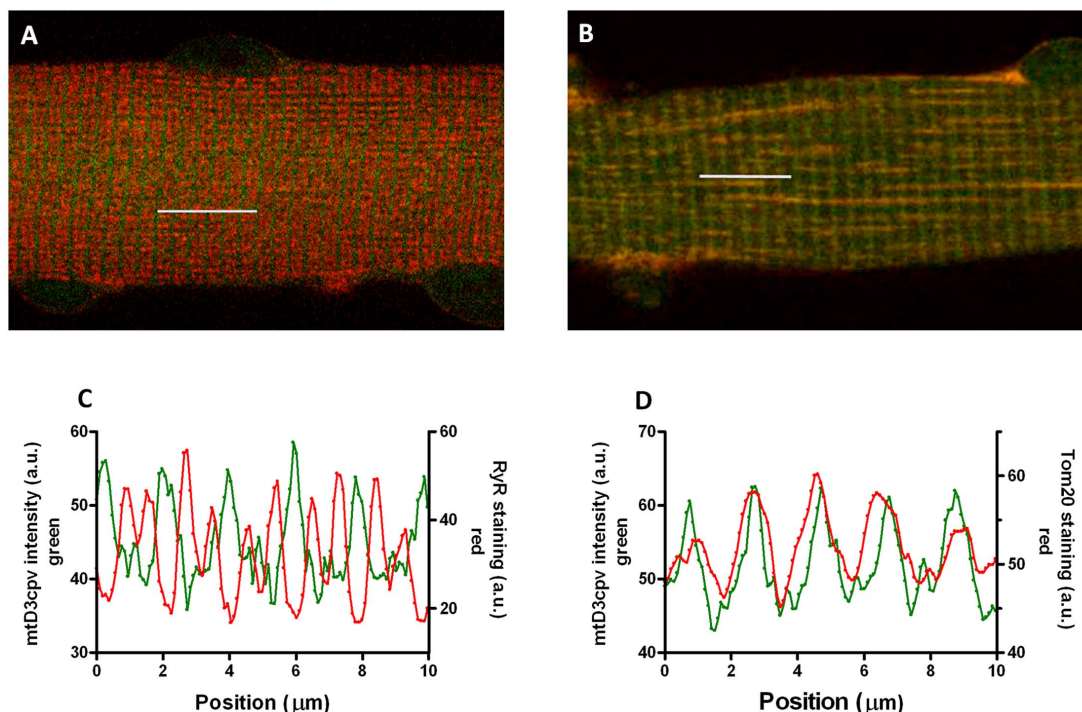 A
B
C
60
50
40
30
mtD3cpv intensity (a.u.)
green
60
40
20
RyR staining (a.u.)
red
0 2 4 6 8 10
Position (μm)
D
70
60
50
40
mtD3cpv intensity (a.u.)
green
60
50
40
Tom20 staining (a.u.)
red
0 2 4 6 8 10
Position (μm)